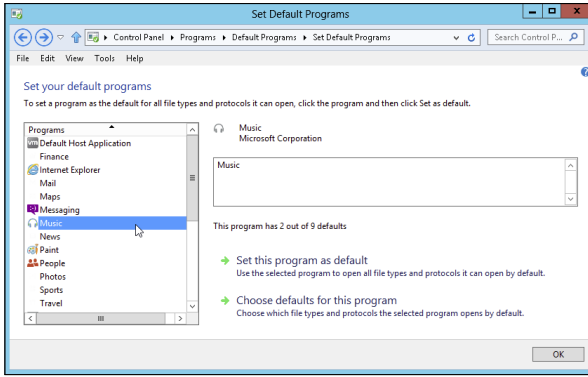 Set Default Programs
Control Panel Programs Default Programs Set Default Programs
Search Control P...
File Edit View Tools Help
Set your default programs
To set a program as the default for all file types and protocols it can open, click the program and then click Set as default.
Programs
Default Host Application
Finance
Internet Explorer
Mail
Maps
Messaging
Music
News
Paint
People
Photos
Sports
Travel
Music
Microsoft Corporation
Music
This program has 2 out of 9 defaults
Set this program as default
Use the selected program to open all file types and protocols it can open by default.
Choose defaults for this program
Choose which file types and protocols the selected program opens by default.
OK